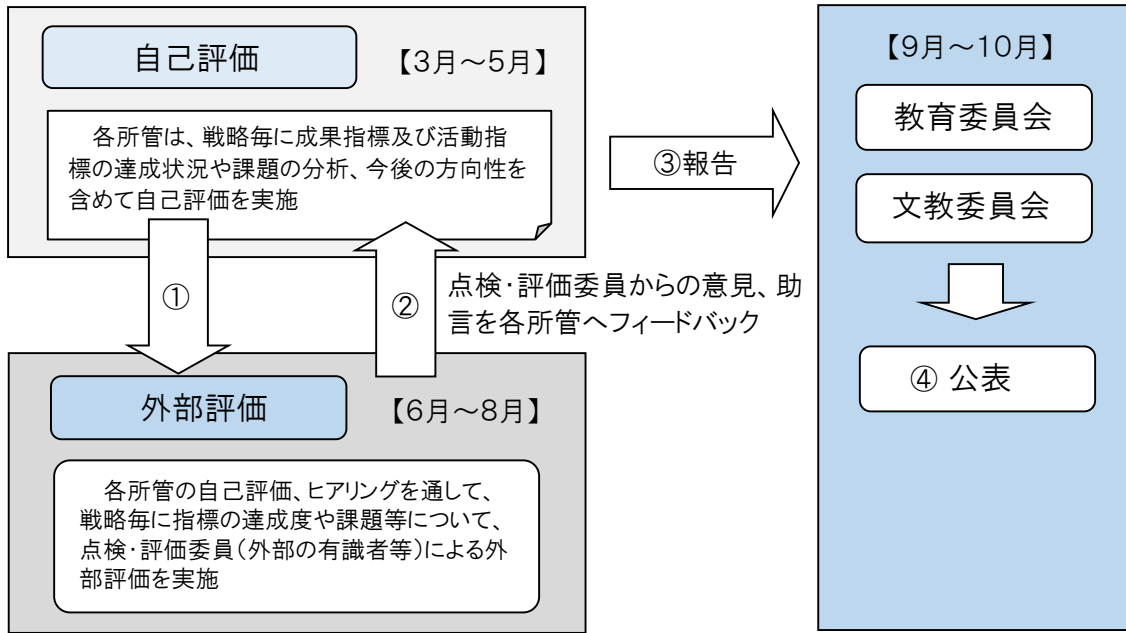 自己評価
【3月～5月】
各所管は、戦略毎に成果指標及び活動指
標の達成状況や課題の分析、今後の方向性を
含めて自己評価を実施
①
②
点検・評価委員からの意見、助
言を各所管へフィードバック
外部評価
【6月～8月】
各所管の自己評価、ヒアリングを通して、
戦略毎に指標の達成度や課題等について、
点検・評価委員（外部の有識者等）による外
部評価を実施
③報告
【9月～10月】
教育委員会
文教委員会
④ 公表